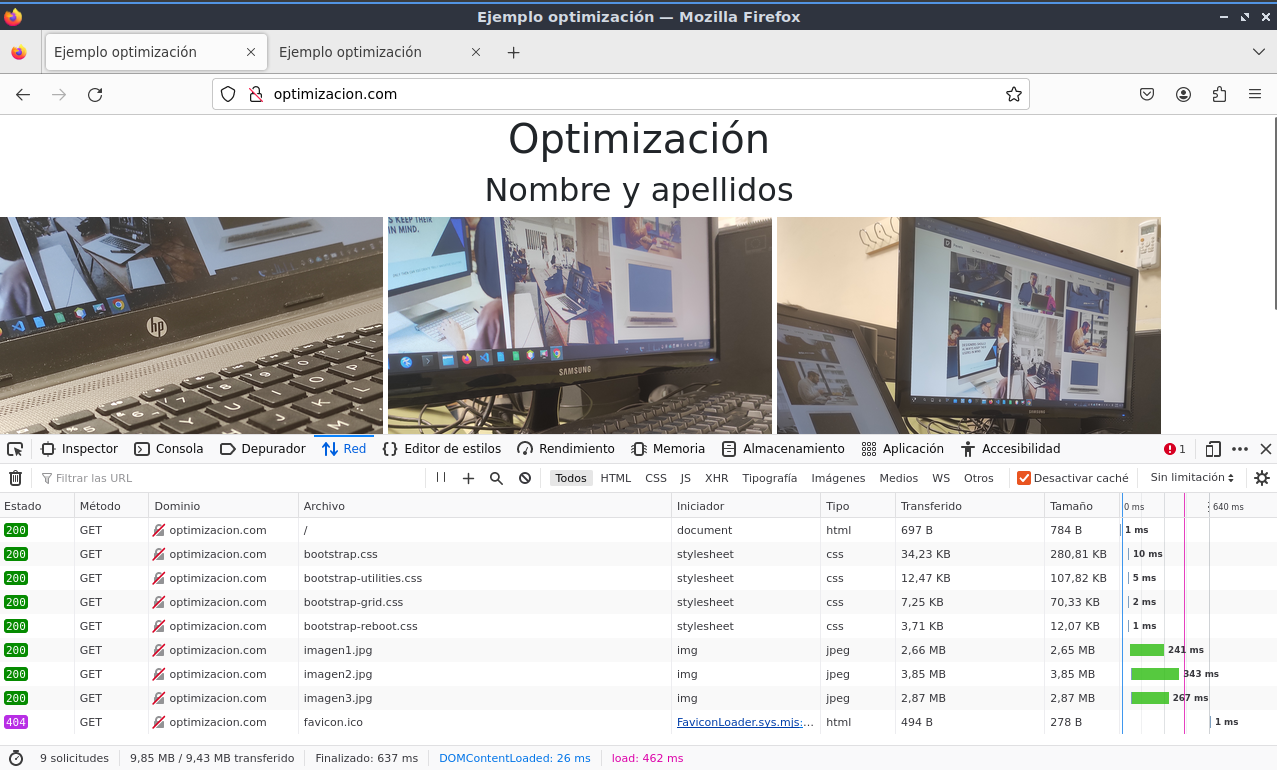 Ejemplo optimización — Mozilla Firefox
Ejemplo optimización Ejemplo optimización
optimizacion.com
Optimización
Nombre y apellidos
S KEEP THEIR
IN MIND.
hp
SAMSUNG
SAMSUNG
Inspector Consola Depurador Red Editor de estilos Rendimiento Memoria Almacenamiento Aplicación Accesibilidad 1
Filtrar las URL Todos HTML CSS JS XHR Tipografía Imágenes Medios WS Otros Desactivar caché Sin limitación
Estado Método Dominio Archivo Iniciador Tipo Transferido Tamaño 0 ms 640 ms
200 GET optimizacion.com / document html 697 B 784 B 1 ms
200 GET optimizacion.com bootstrap.css stylesheet css 34,23 KB 280,81 KB 10 ms
200 GET optimizacion.com bootstrap-utilities.css stylesheet css 12,47 KB 107,82 KB 5 ms
200 GET optimizacion.com bootstrap-grid.css stylesheet css 7,25 KB 70,33 KB 2 ms
200 GET optimizacion.com bootstrap-reboot.css stylesheet css 3,71 KB 12,07 KB 1 ms
200 GET optimizacion.com imagen1.jpg img jpeg 2,66 MB 2,65 MB 241 ms
200 GET optimizacion.com imagen2.jpg img jpeg 3,85 MB 3,85 MB 343 ms
200 GET optimizacion.com imagen3.jpg img jpeg 2,87 MB 2,87 MB 267 ms
404 GET optimizacion.com favicon.ico FaviconLoader.sys.mjs:... html 494 B 278 B 1 ms
9 solicitudes 9,85 MB / 9,43 MB transferido Finalizado: 637 ms DOMContentLoaded: 26 ms load: 462 ms